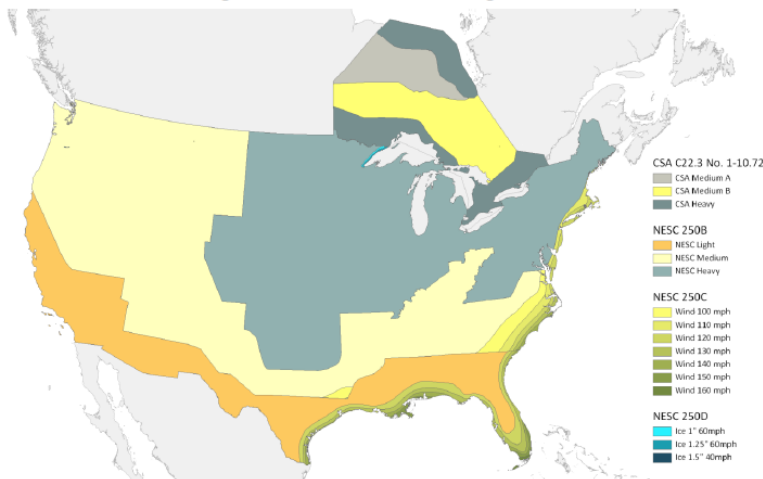 CSA C22.3 No. 1-10.72
CSA Medium A
CSA Medium B
CSA Heavy
NESC 250B
NESC Light
NESC Medium
NESC Heavy
NESC 250C
Wind 100 mph
Wind 110 mph
Wind 120 mph
Wind 130 mph
Wind 140 mph
Wind 150 mph
Wind 160 mph
NESC 250D
Ice 1" 60mph
Ice 1.25" 60mph
Ice 1.5" 40mph